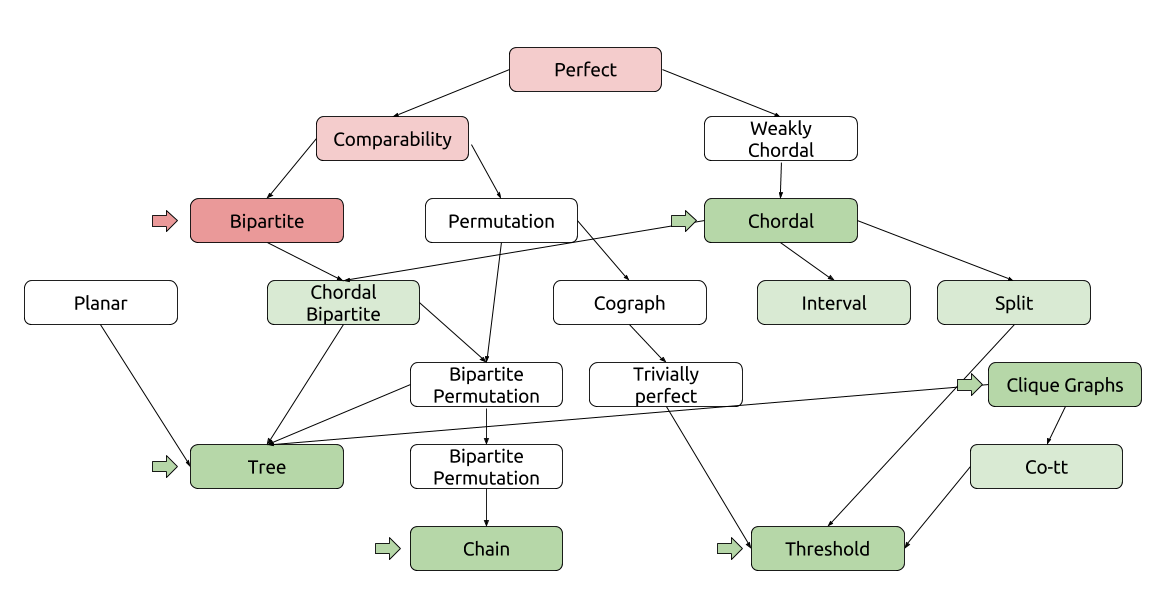 Perfect
Comparability
Weakly
Chordal
Bipartite
Permutation
Chordal
Planar
Chordal
Bipartite
Cograph
Interval
Split
Bipartite
Permutation
Trivially
perfect
Clique Graphs
Tree
Bipartite
Permutation
Co-tt
Chain
Threshold